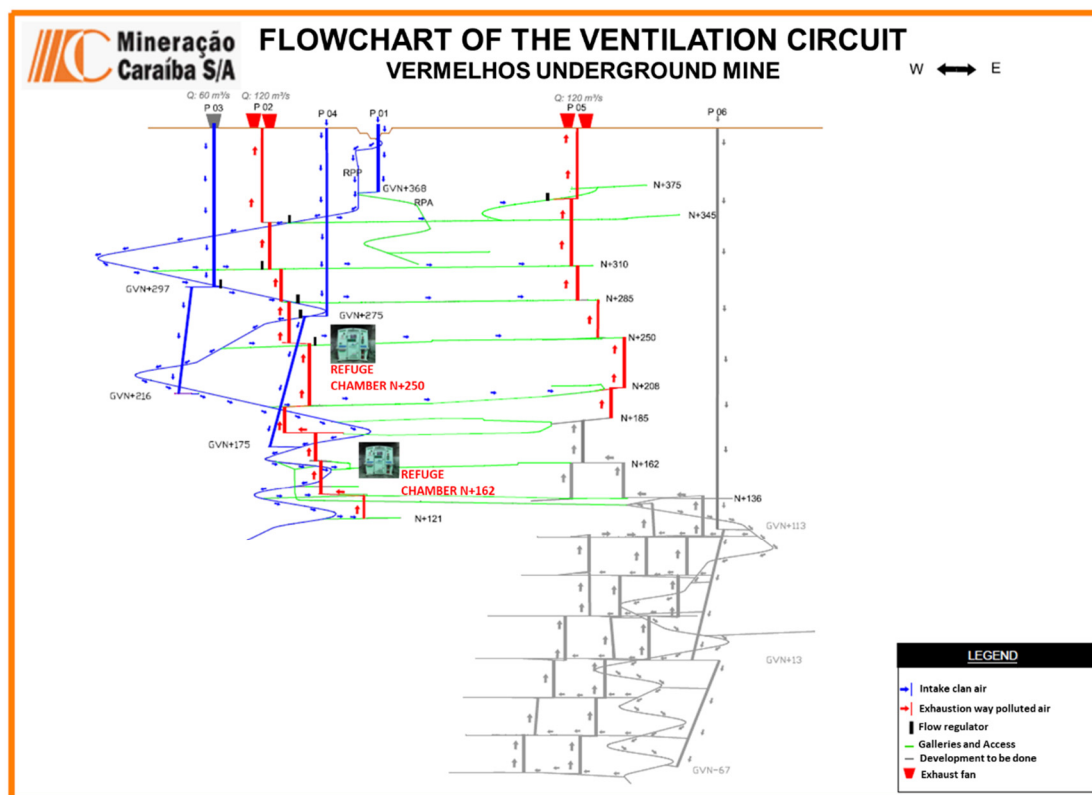 Mineração
Caraíba S/A
FLOWCHART OF THE VENTILATION CIRCUIT
VERMELHOS UNDERGROUND MINE
W E
Q: 60 m³/s
Q: 120 m³/s
Q: 120 m³/s
P 03
P 02
P 04
P 01
P 05
P 06
RPP
GVN+368
RPA
N+375
N+345
N+310
GVN+297
N+285
GVN+275
N+250
REFUGE
CHAMBER N+250
N+208
GVN+216
N+185
GVN+175
N+162
REFUGE
CHAMBER N+162
N+136
N+121
GVN+113
GVN+13
GVN-67
LEGEND
Intake clan air
Exhaustion way polluted air
Flow regulator
Galleries and Access
Development to be done
Exhaust fan